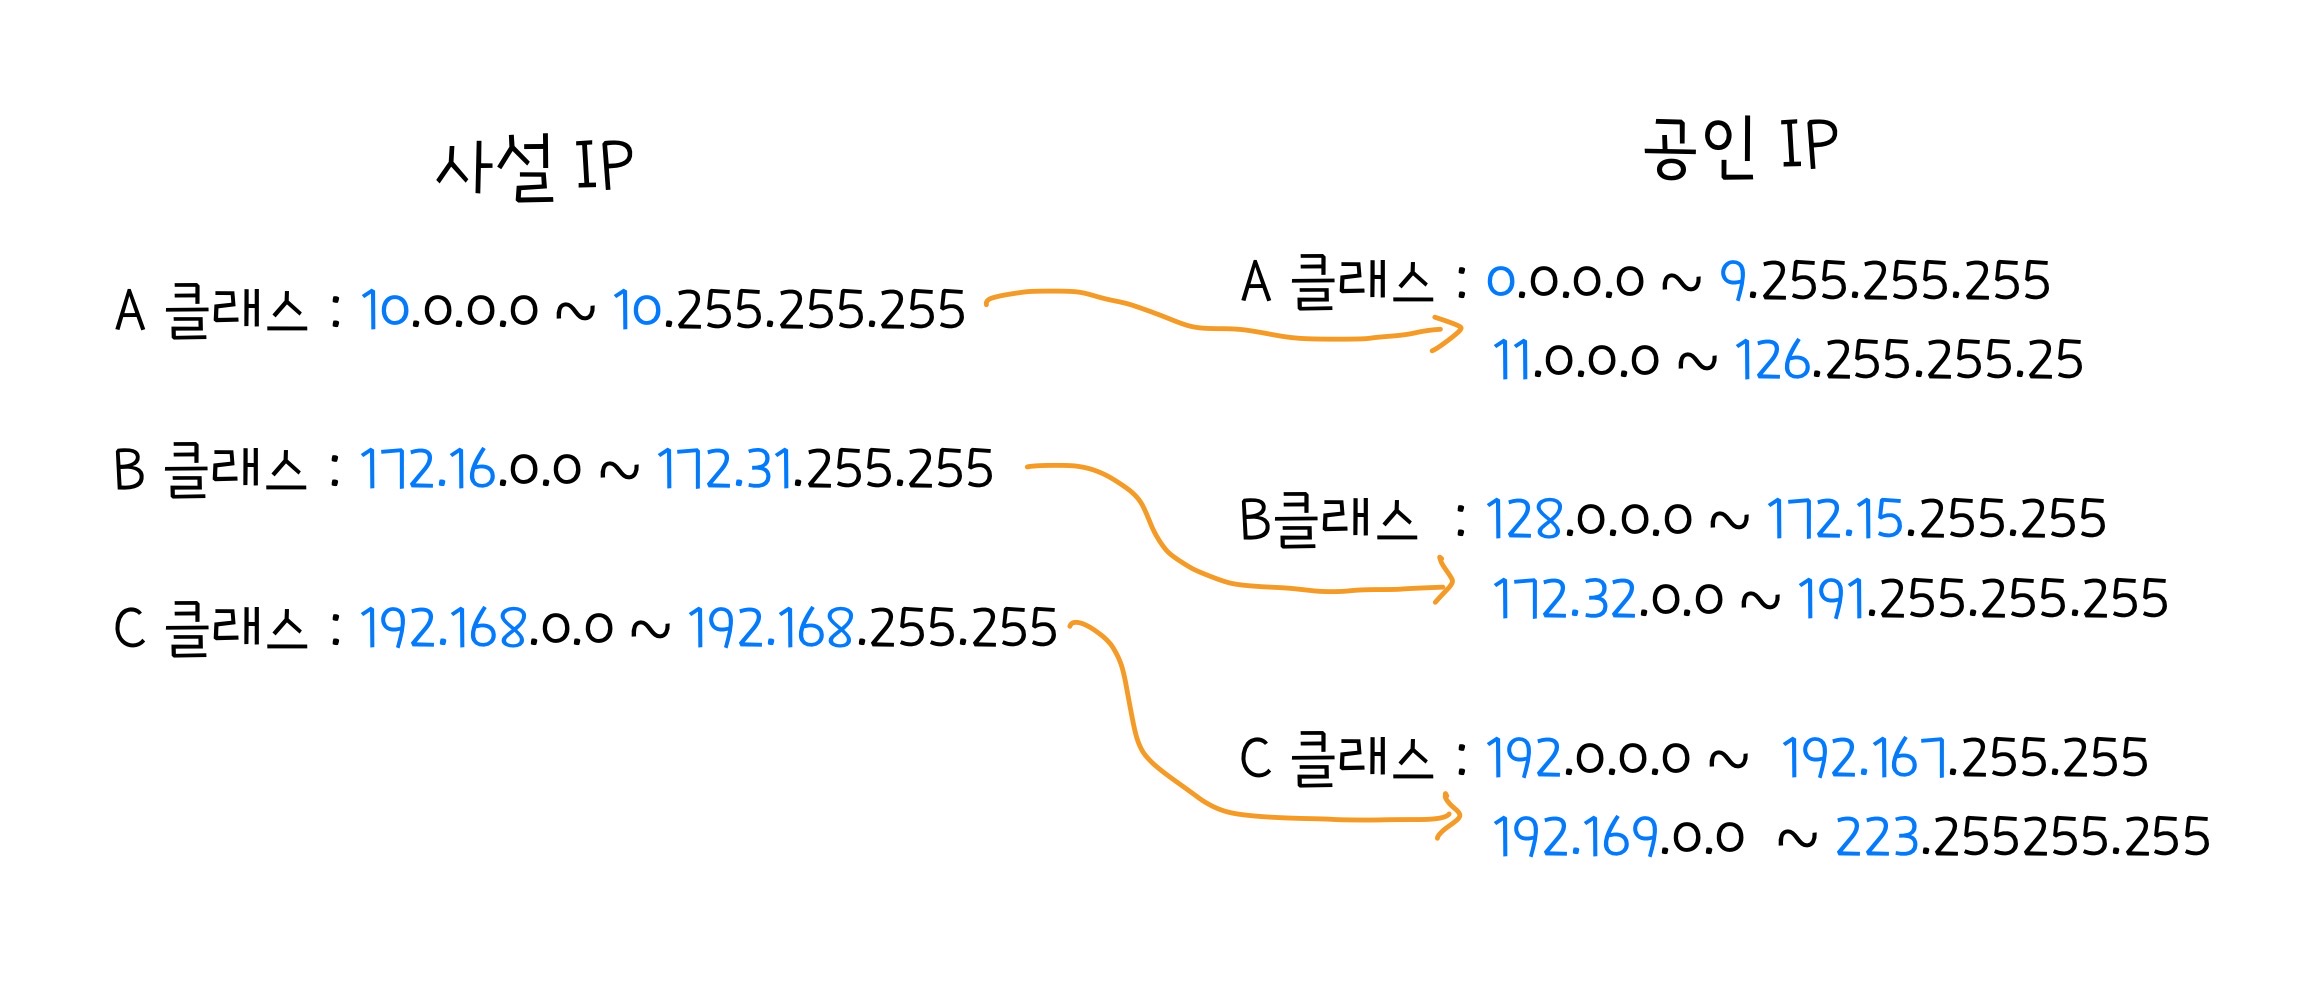 사설 IP
A 클래스 : 10.0.0.0 ~ 10.255.255.255
B 클래스 : 172.16.0.0 ~ 172.31.255.255
C 클래스 : 192.168.0.0 ~ 192.168.255.255
공인 IP
A 클래스 : 0.0.0.0 ~ 9.255.255.255
11.0.0.0 ~ 126.255.255.25
B클래스 : 128.0.0.0 ~ 172.15.255.255
172.32.0.0 ~ 191.255.255.255
C 클래스 : 192.0.0.0 ~ 192.167.255.255
192.169.0.0 ~ 223.255255.255